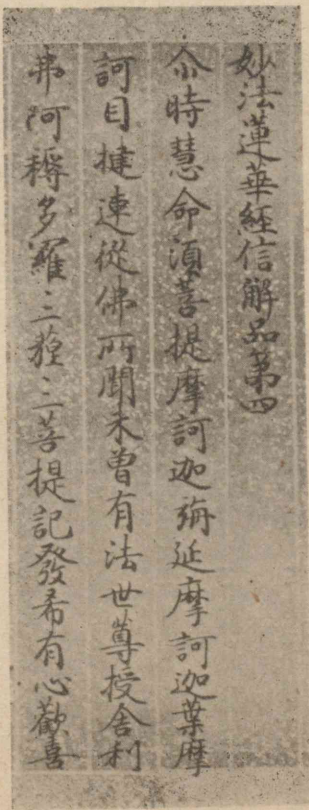 妙法蓮華經信解品第四
尒時慧命湏菩提摩訶迦旃延摩訶迦葉摩
訶目揵連從佛所聞未曾有法世尊授舍利
弗阿耨多羅三藐三菩提記發希有心歡喜